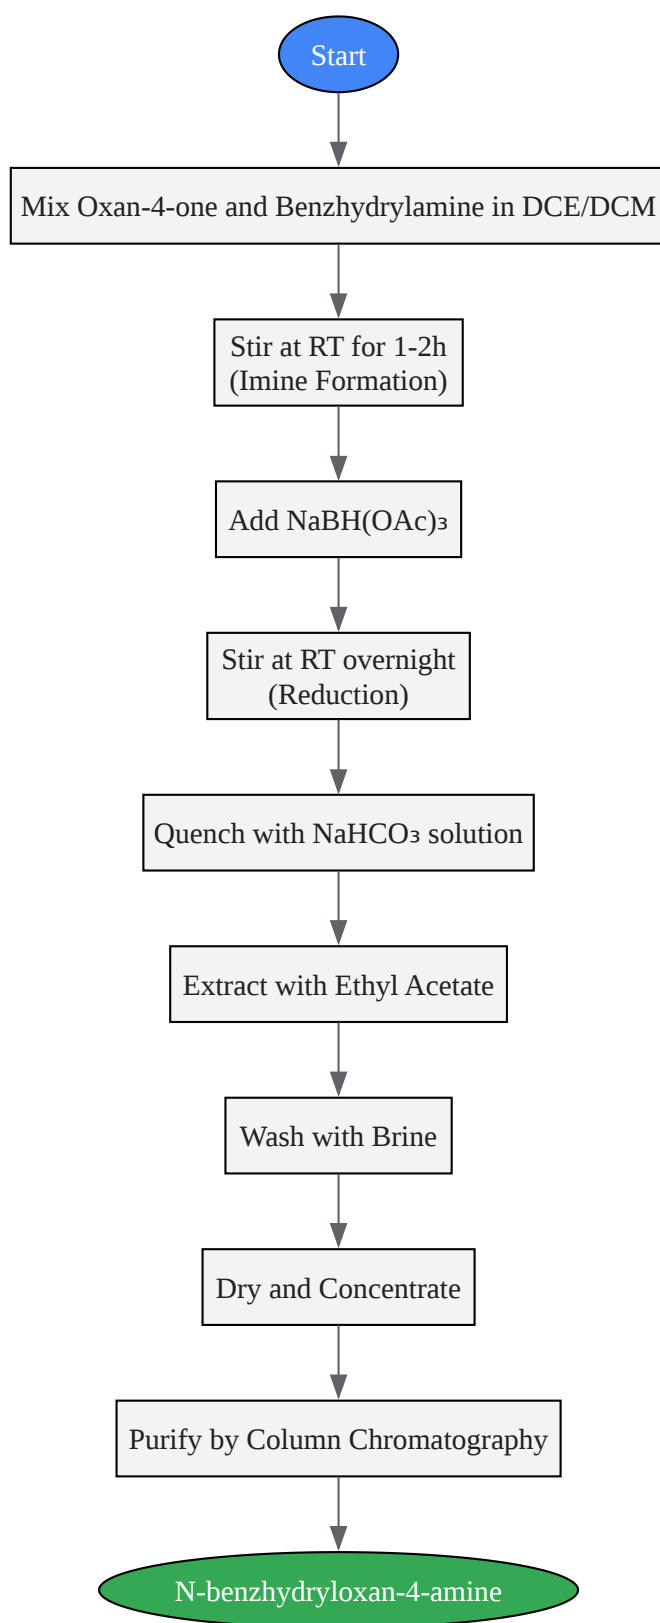 Start
Mix Oxan-4-one and Benzhydrylamine in DCE/DCM
Stir at RT for 1-2h
(Imine Formation)
Add NaBH(OAc)₃
Stir at RT overnight
(Reduction)
Quench with NaHCO₃ solution
Extract with Ethyl Acetate
Wash with Brine
Dry and Concentrate
Purify by Column Chromatography
N-benzhydryloxan-4-amine